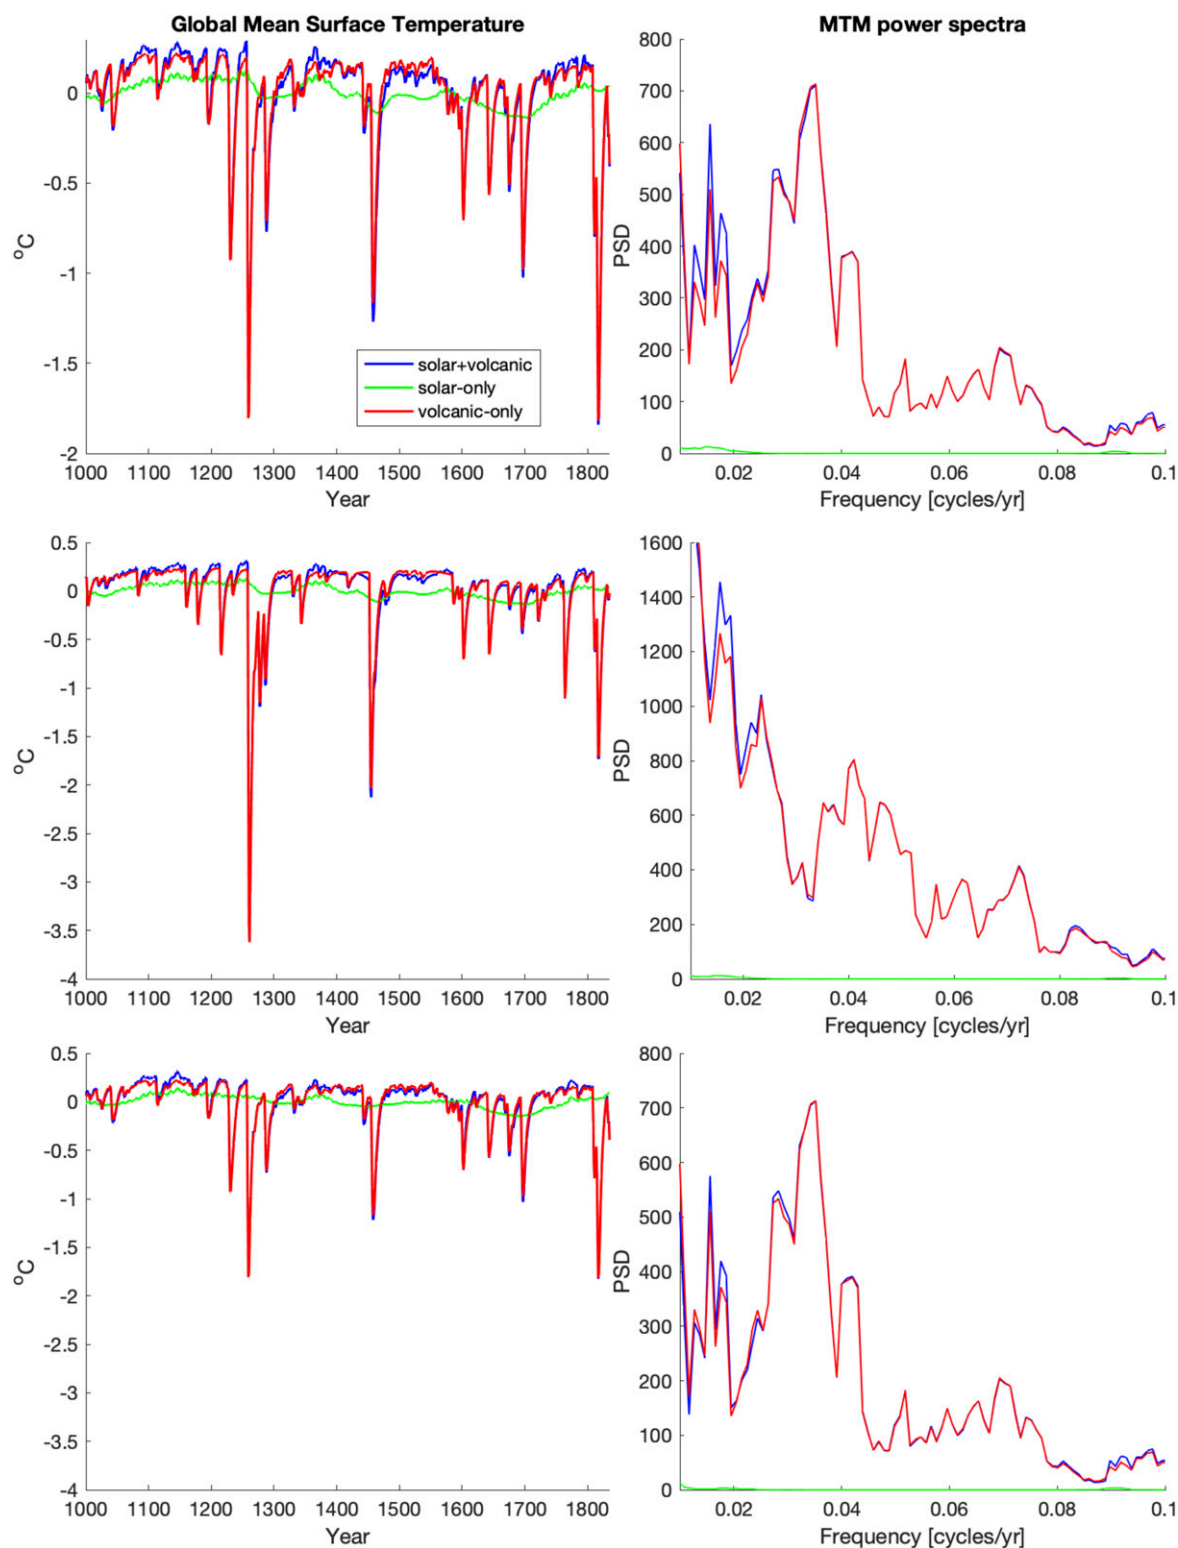 Global Mean Surface Temperature
MTM power spectra
0
-0.5
-1
-1.5
-2
°C
1000 1100 1200 1300 1400 1500 1600 1700 1800
Year
solar+volcanic
solar-only
volcanic-only
800
700
600
500
400
300
200
100
0
PSD
0.02 0.04 0.06 0.08 0.1
Frequency [cycles/yr]
0.5
0
-0.5
-1
-1.5
-2
-2.5
-3
-3.5
-4
°C
1000 1100 1200 1300 1400 1500 1600 1700 1800
Year
1600
1400
1200
1000
800
600
400
200
0
PSD
0.02 0.04 0.06 0.08 0.1
Frequency [cycles/yr]
0.5
0
-0.5
-1
-1.5
-2
-2.5
-3
-3.5
-4
°C
1000 1100 1200 1300 1400 1500 1600 1700 1800
Year
800
700
600
500
400
300
200
100
0
PSD
0.02 0.04 0.06 0.08 0.1
Frequency [cycles/yr]